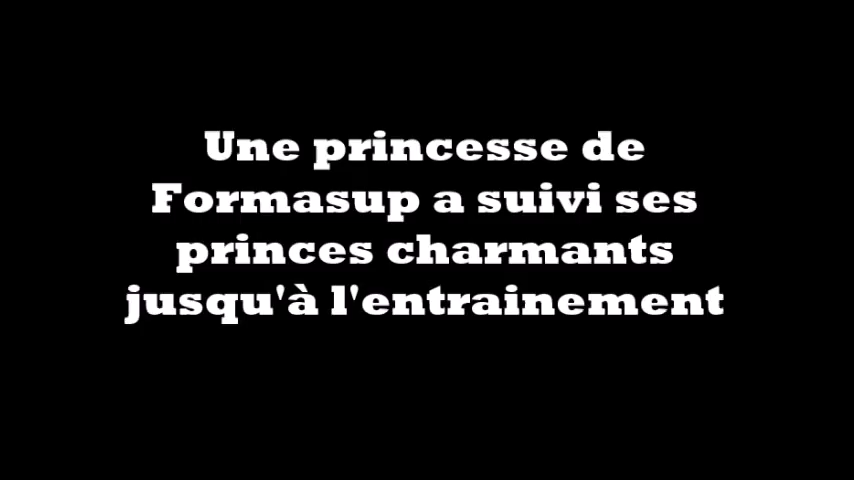 Une princesse de
Formasup a suivi ses
princes charmants
jusqu'à l'entrainement